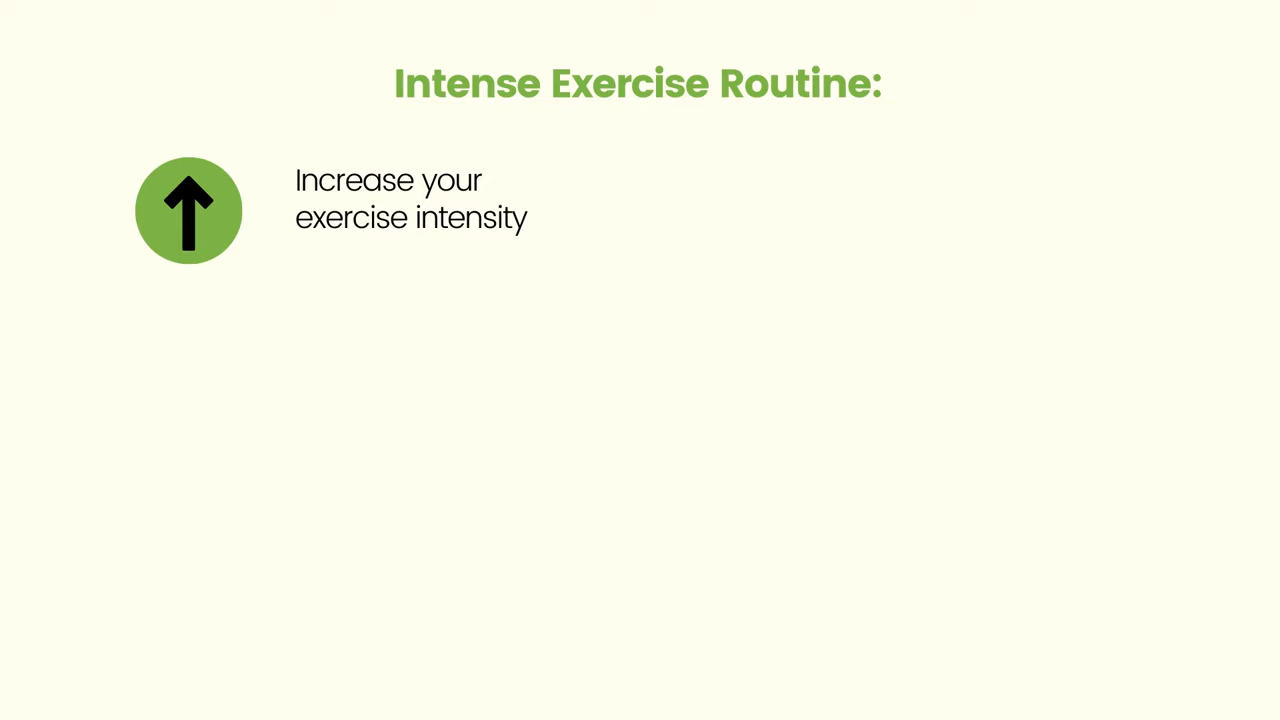 Intense Exercise Routine:
Increase your
exercise intensity